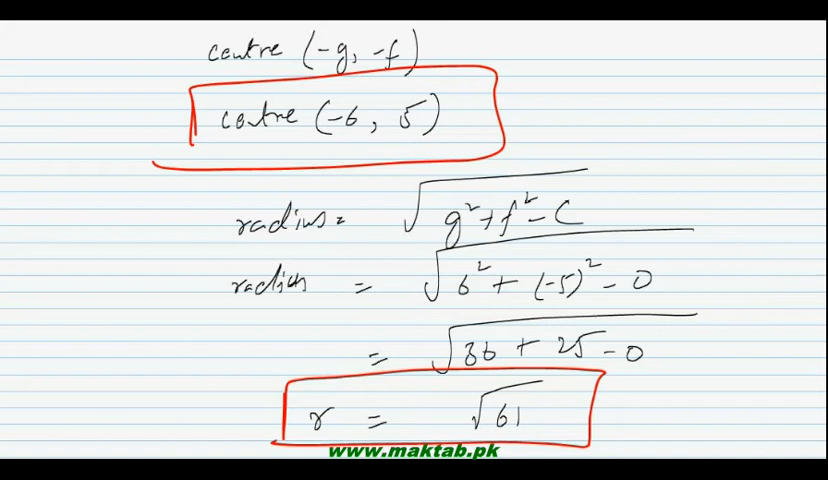 centre (-g, -f)
centre (-6, 5)
radius = √g²+f²-C
radius = √6²+(-5)²-0
= √36 + 25 - 0
r = √61
www.maktab.pk